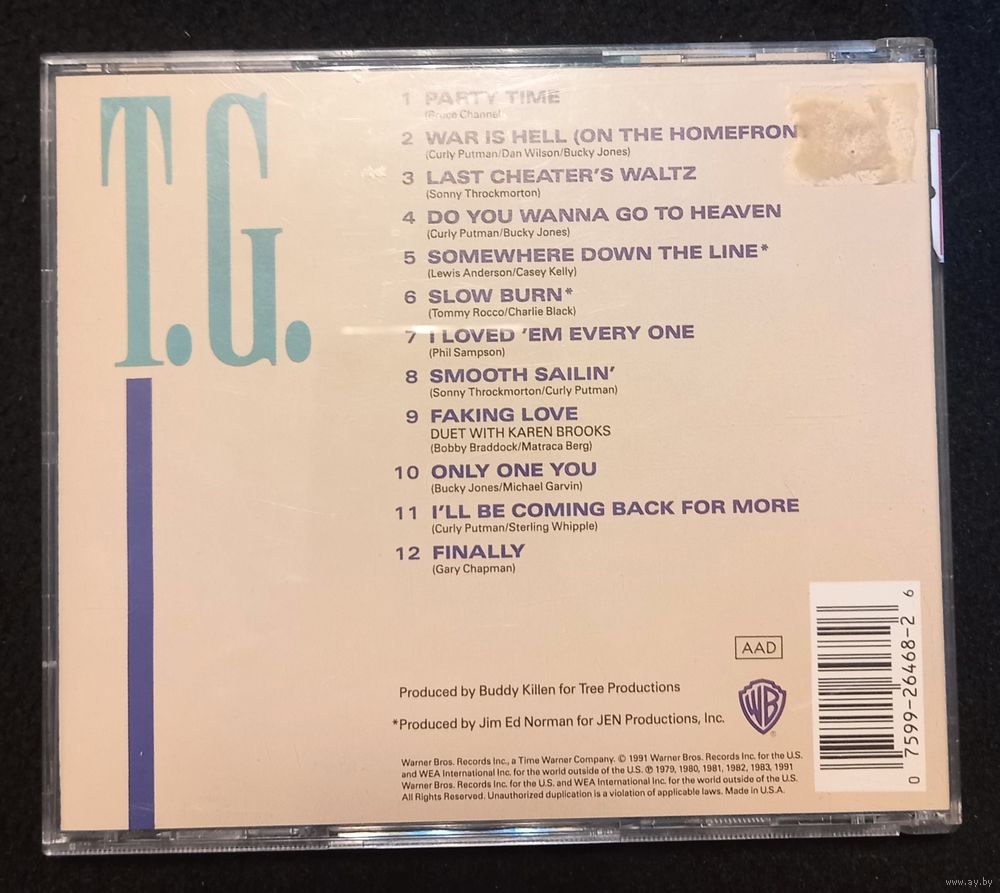 T.G.
1 PARTY TIME
(Bruce Channel)
2 WAR IS HELL (ON THE HOMEFRONT
(Curly Putman/Dan Wilson/Bucky Jones)
3 LAST CHEATER'S WALTZ
(Sonny Throckmorton)
4 DO YOU WANNA GO TO HEAVEN
(Curly Putman/Bucky Jones)
5 SOMEWHERE DOWN THE LINE*
(Lewis Anderson/Casey Kelly)
6 SLOW BURN*
(Tommy Rocco/Charlie Black)
7 I LOVED 'EM EVERY ONE
(Phil Sampson)
8 SMOOTH SAILIN'
(Sonny Throckmorton/Curly Putman)
9 FAKING LOVE
DUET WITH KAREN BROOKS
(Bobby Braddock/Matraca Berg)
10 ONLY ONE YOU
(Bucky Jones/Michael Garvin)
11 I'LL BE COMING BACK FOR MORE
(Curly Putman/Sterling Whipple)
12 FINALLY
(Gary Chapman)
AAD
Produced by Buddy Killen for Tree Productions
*Produced by Jim Ed Norman for JEN Productions, Inc.
WB
®
Warner Bros. Records Inc., a Time Warner Company. © 1991 Warner Bros. Records Inc. for the U.S.
and WEA International Inc. for the world outside of the U.S. ℗ 1979, 1980, 1981, 1982, 1983, 1991
Warner Bros. Records Inc. for the U.S. and WEA International Inc. for the world outside of the U.S.
All Rights Reserved. Unauthorized duplication is a violation of applicable laws. Made in U.S.A.
0 7599-26468-2 6
www.ay.by